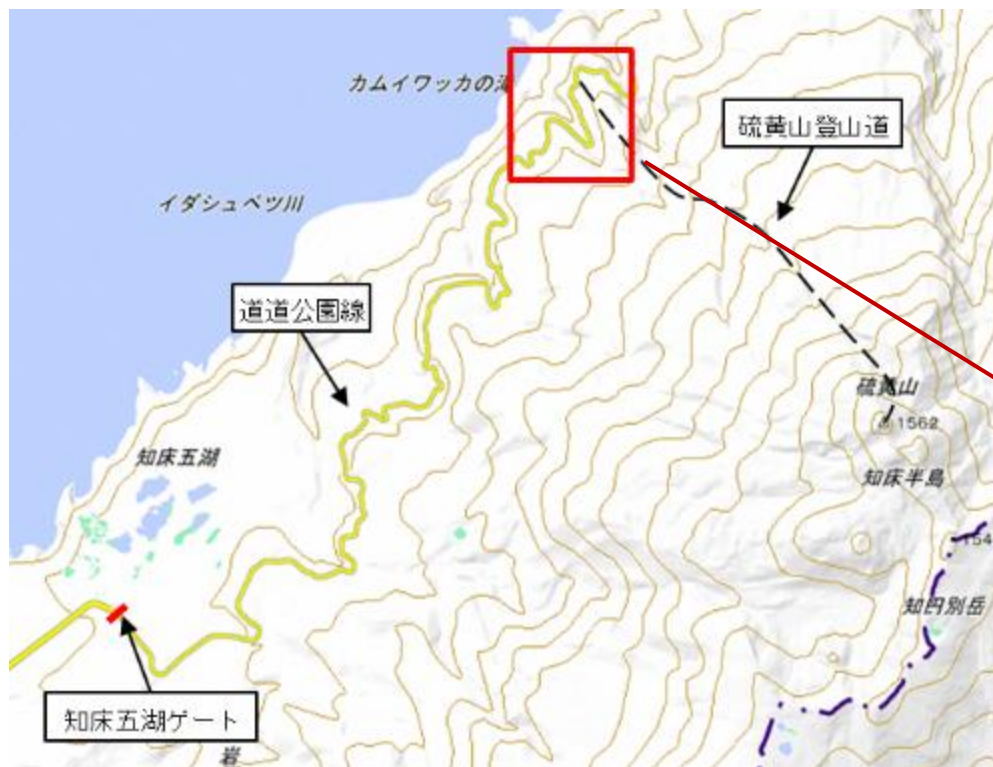 カムイワッカの滝
硫黄山登山道
イダシュベツ川
道道公園線
硫黄山
1562
知床五湖
知床半島
154
知円別岳
知床五湖ゲート
岩